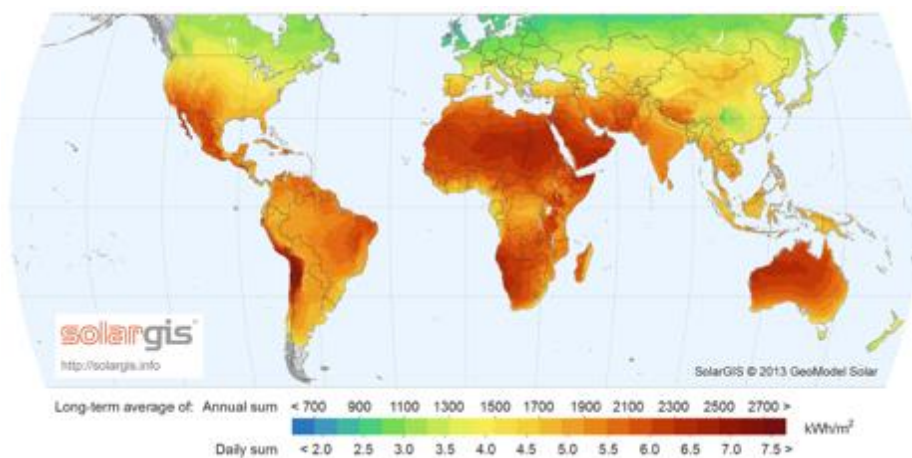 solargis
http://solargis.info
SolarGIS © 2013 GeoModel Solar
Long-term average of: Annual sum < 700 900 1100 1300 1500 1700 1900 2100 2300 2500 2700 >
kWh/m²
Daily sum < 2.0 2.5 3.0 3.5 4.0 4.5 5.0 5.5 6.0 6.5 7.0 7.5 >